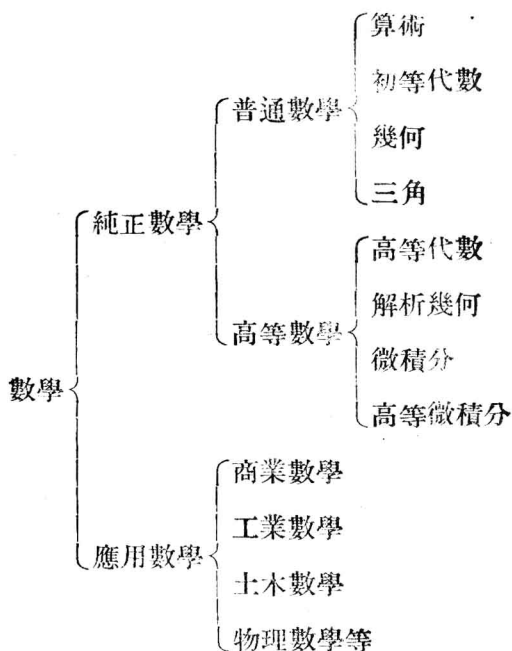 算術
初等代數
普通數學
幾何
三角
純正數學
高等代數
解析幾何
高等數學
微積分
數學
高等微積分
商業數學
工業數學
應用數學
土木數學
物理數學等